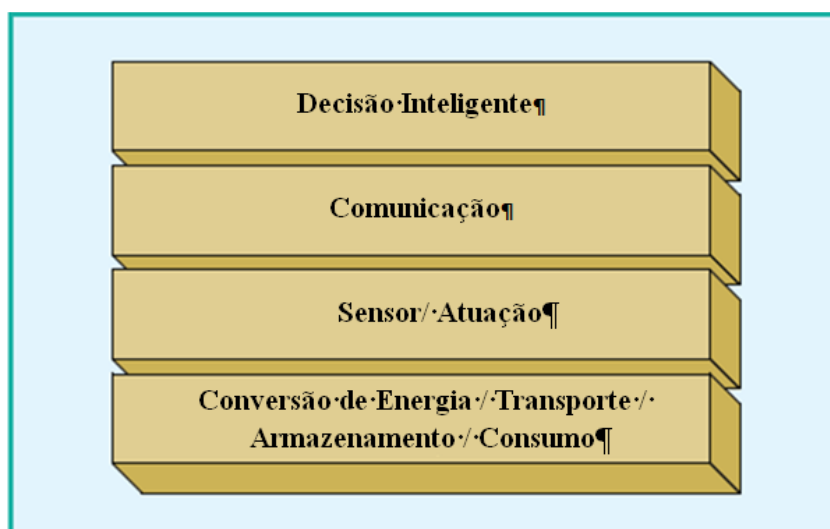 Decisão·Inteligente¶
Comunicação¶
Sensor/·Atuação¶
Conversão·de·Energia·/·Transporte·/·
Armazenamento·/·Consumo¶